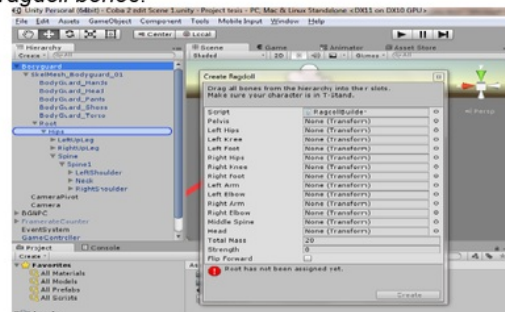 ragdoll bones.
Unity Personal (64bit) - Coba 2 edit Scene 1.unity - Project tesis - PC, Mac & Linux Standalone <DX11 on DX10 GPU>
File Edit Assets GameObject Component Tools Mobile Input Window Help
Center Local
Hierarchy
Create
Scene Game Animator Asset Store
Shaded 2D Gizmos
Bodyguard
SkelMesh_Bodyguard_01
BodyGuard_Hands
BodyGuard_Head
BodyGuard_Pants
BodyGuard_Shoes
BodyGuard_Torso
Root
Hips
LeftUpLeg
RightUpLeg
Spine
Spine1
LeftShoulder
Neck
RightShoulder
CameraPivot
Camera
BGNPC
FramerateCounter
EventSystem
GameController
Create Ragdoll
Drag all bones from the hierarchy into their slots.
Make sure your character is in T-Stand.
Script RagdollBuilder
Pelvis None (Transform)
Left Hips None (Transform)
Left Knee None (Transform)
Left Foot None (Transform)
Right Hips None (Transform)
Right Knee None (Transform)
Right Foot None (Transform)
Left Arm None (Transform)
Left Elbow None (Transform)
Right Arm None (Transform)
Right Elbow None (Transform)
Middle Spine None (Transform)
Head None (Transform)
Total Mass 20
Strength 0
Flip Forward
Root has not been assigned yet.
Create
Persp
Project Console
Create
Favorites
All Materials
All Models
All Prefabs
All Scripts